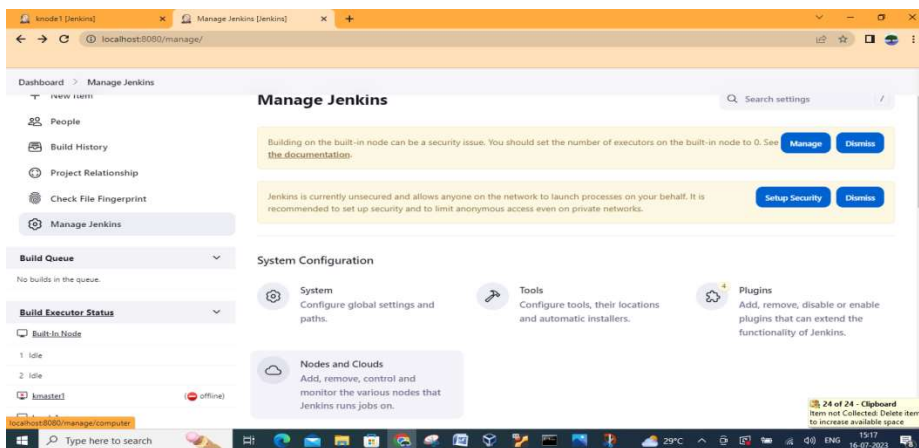 knode1 [Jenkins]
Manage Jenkins [Jenkins]
localhost:8080/manage/
Dashboard > Manage Jenkins
New Item
People
Build History
Project Relationship
Check File Fingerprint
Manage Jenkins
Build Queue
No builds in the queue.
Build Executor Status
Built-In Node
1 Idle
2 Idle
kmaster1 (offline)
Manage Jenkins
Search settings /
Building on the built-in node can be a security issue. You should set the number of executors on the built-in node to 0. See
the documentation.
Manage Dismiss
Jenkins is currently unsecured and allows anyone on the network to launch processes on your behalf. It is
recommended to set up security and to limit anonymous access even on private networks.
Setup Security Dismiss
System Configuration
System
Configure global settings and
paths.
Tools
Configure tools, their locations
and automatic installers.
4
Plugins
Add, remove, disable or enable
plugins that can extend the
functionality of Jenkins.
Nodes and Clouds
Add, remove, control and
monitor the various nodes that
Jenkins runs jobs on.
24 of 24 - Clipboard
Item not Collected: Delete item
to increase available space
localhost:8080/manage/computer
Type here to search
29°C
ENG
15:17
16-07-2023